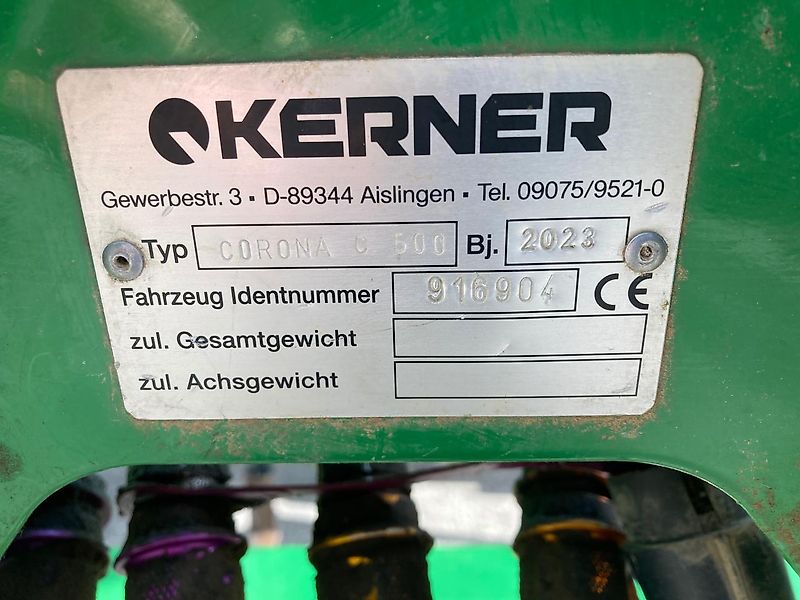 KERNER
Gewerbestr. 3 ▪ D-89344 Aislingen ▪ Tel. 09075/9521-0
Typ CORONA C 500 Bj. 2023
Fahrzeug Identnummer 916904 CE
zul. Gesamtgewicht
zul. Achsgewicht